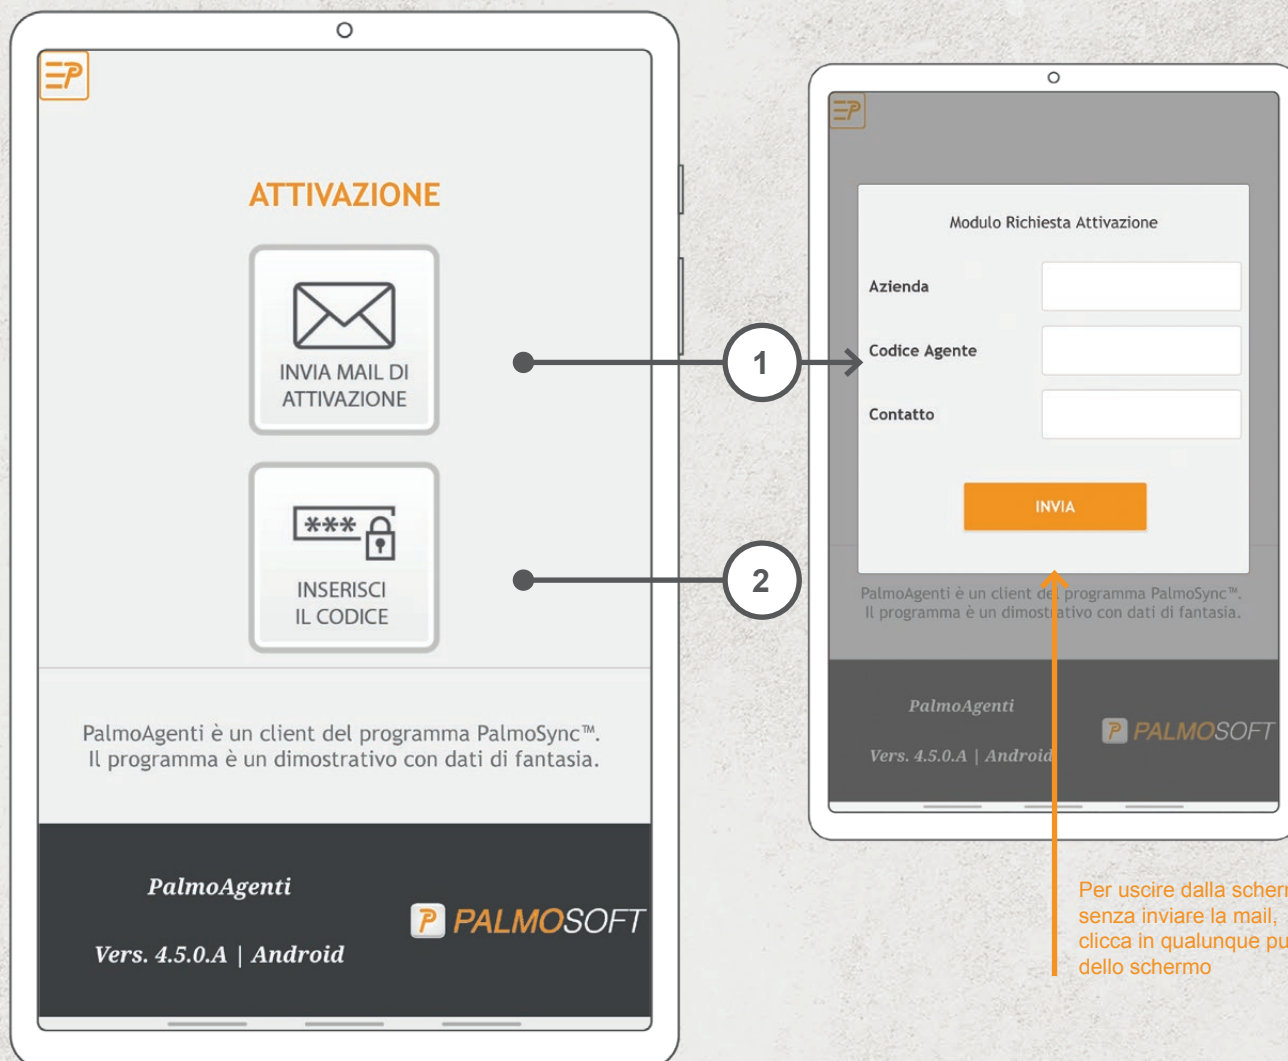 ATTIVAZIONE
INVIA MAIL DI
ATTIVAZIONE
***
INSERISCI
IL CODICE
PalmoAgenti è un client del programma PalmoSync™.
Il programma è un dimostrativo con dati di fantasia.
PalmoAgenti
Vers. 4.5.0.A | Android
P PALMOSOFT
1
2
Modulo Richiesta Attivazione
Azienda
Codice Agente
Contatto
INVIA
PalmoAgenti è un client del programma PalmoSync™.
Il programma è un dimostrativo con dati di fantasia.
PalmoAgenti
Vers. 4.5.0.A | Android
P PALMOSOFT
Per uscire dalla
senza inviare la mail,
clicca in qualunque
dello schermo